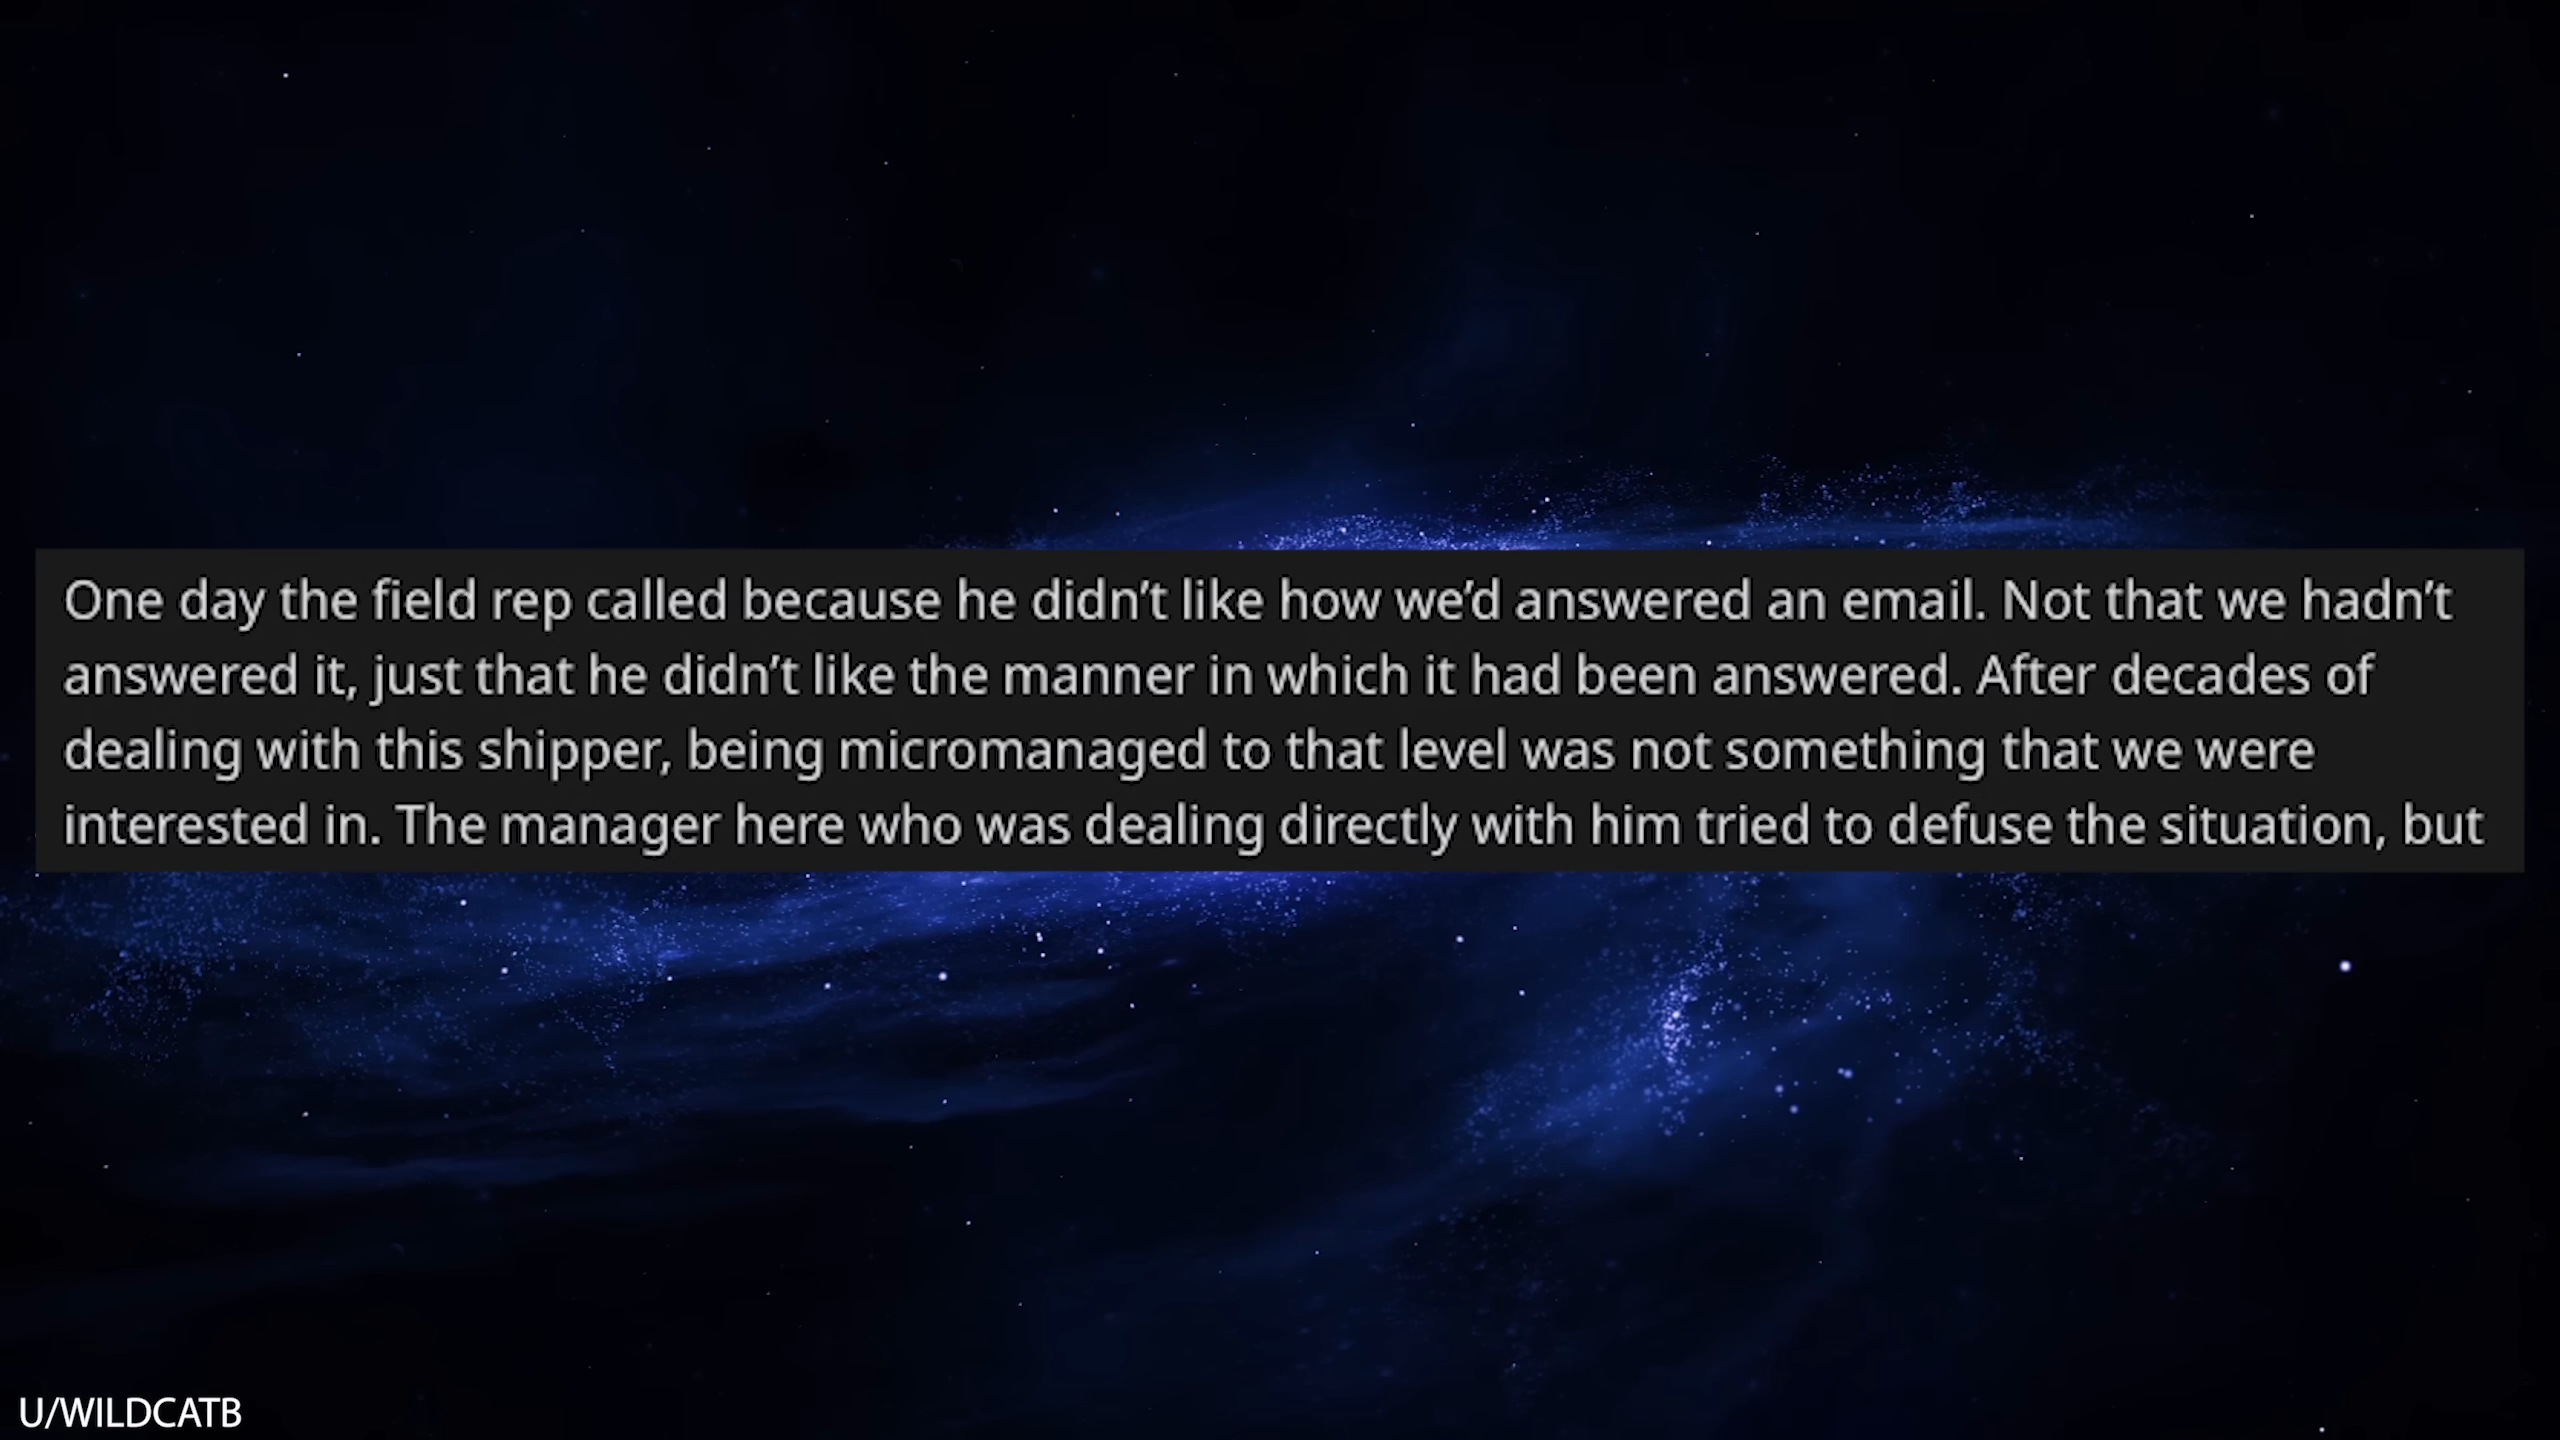 One day the field rep called because he didn’t like how we’d answered an email. Not that we hadn’t
answered it, just that he didn’t like the manner in which it had been answered. After decades of
dealing with this shipper, being micromanaged to that level was not something that we were
interested in. The manager here who was dealing directly with him tried to defuse the situation, but
U/WILDCATB